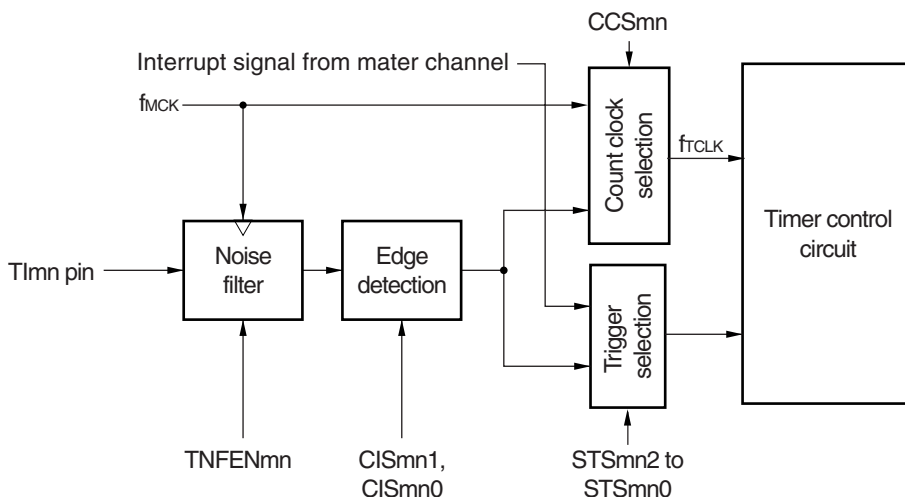 CCSmn
Interrupt signal from mater channel
fMCK
Count clock
selection
fTCLK
Timer control
circuit
TImn pin
Noise
filter
Edge
detection
Trigger
selection
TNFENmn
CISmn1,
CISmn0
STSmn2 to
STSmn0